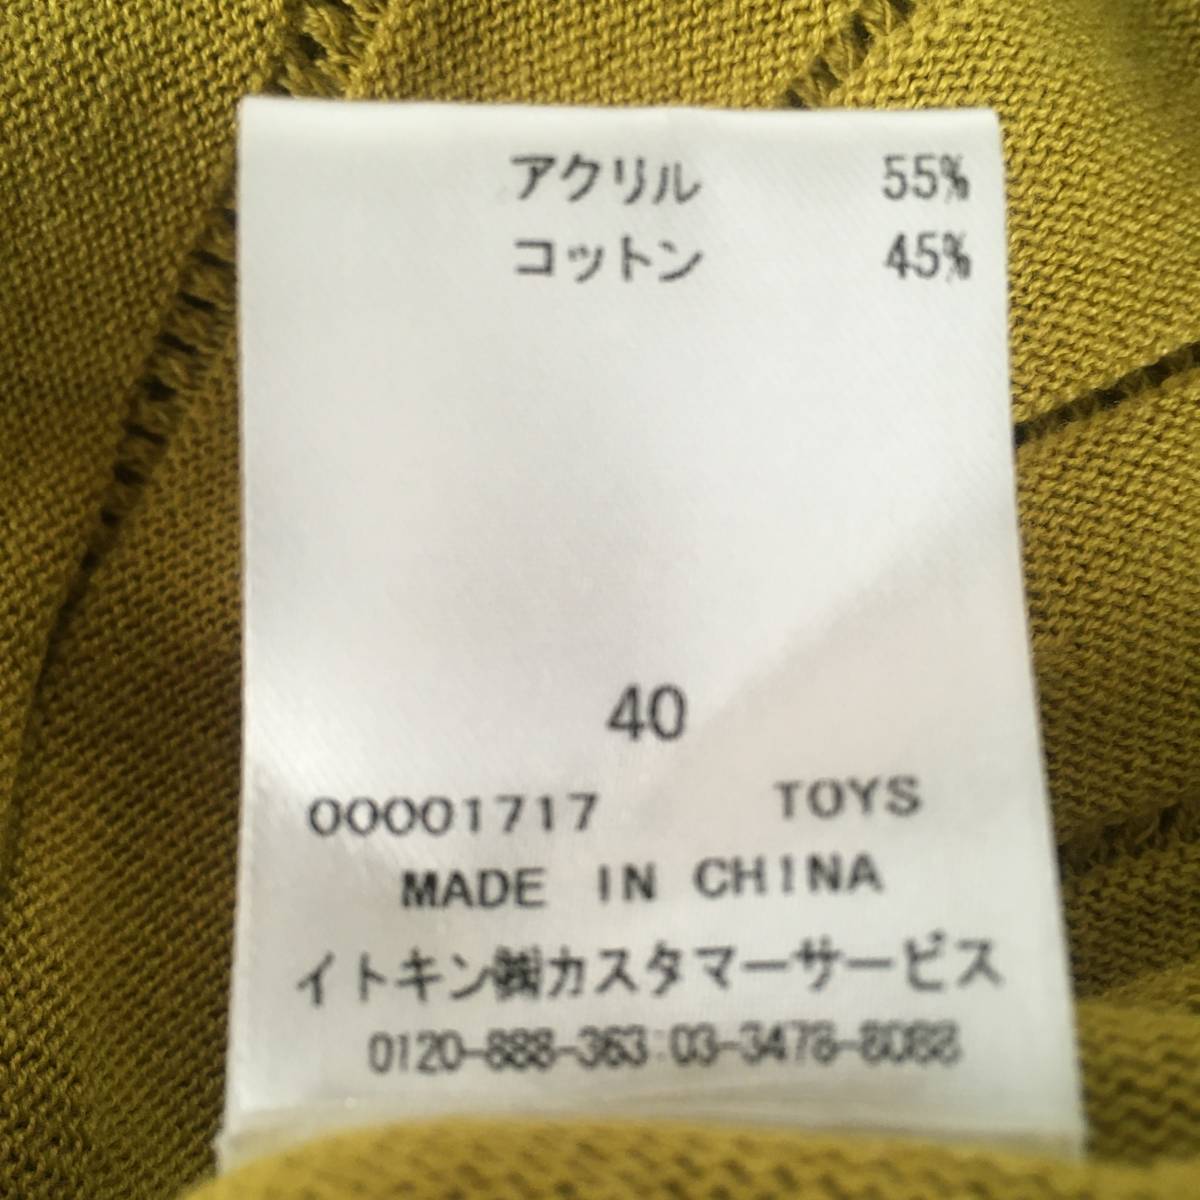 アクリル 55%
コットン 45%
40
00001717 TOYS
MADE IN CHINA
イトキン㈱カスタマーサービス
0120-888-363:03-3478-8088